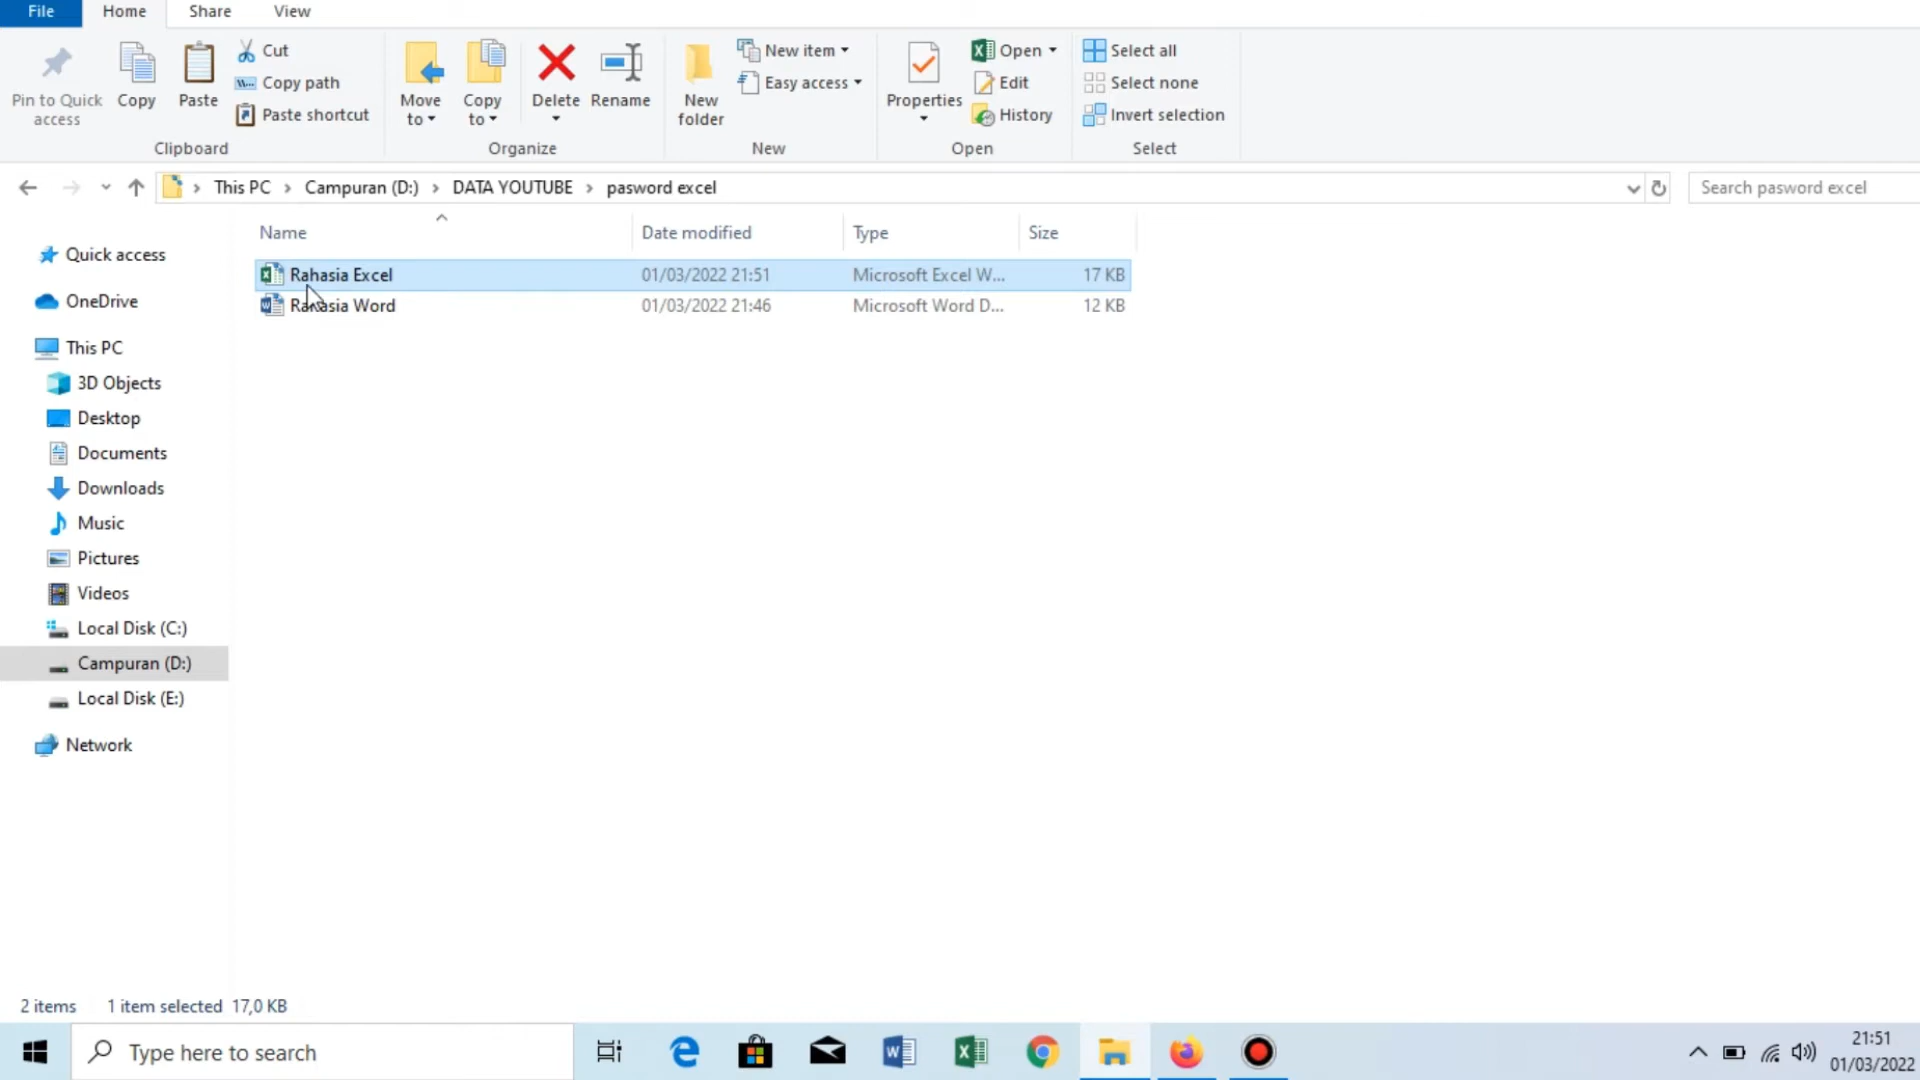 File Home Share View
Pin to Quick access
Copy
Paste
Cut
Copy path
Paste shortcut
Clipboard
Move to
Copy to
Delete
Rename
Organize
New folder
New item
Easy access
New
Properties
Open
Edit
History
Open
Select all
Select none
Invert selection
Select
This PC › Campuran (D:) › DATA YOUTUBE › pasword excel
Search pasword excel
Name Date modified Type Size
Rahasia Excel 01/03/2022 21:51 Microsoft Excel W... 17 KB
Rahasia Word 01/03/2022 21:46 Microsoft Word D... 12 KB
Quick access
OneDrive
This PC
3D Objects
Desktop
Documents
Downloads
Music
Pictures
Videos
Local Disk (C:)
Campuran (D:)
Local Disk (E:)
Network
2 items 1 item selected 17,0 KB
Type here to search
21:51
01/03/2022